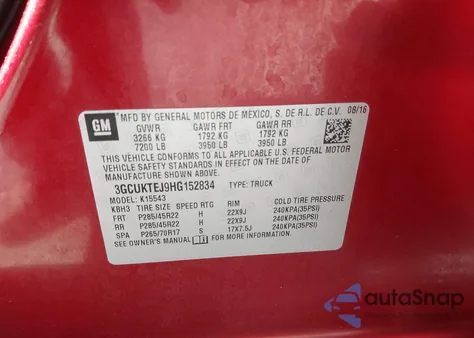 GM
MFD BY GENERAL MOTORS DE MEXICO, S. DE R.L. DE C.V. 08/16
GVWR GAWR FRT GAWR RR
3266 KG 1792 KG 1792 KG
7200 LB 3950 LB 3950 LB
THIS VEHICLE CONFORMS TO ALL APPLICABLE U.S. FEDERAL MOTOR
VEHICLE SAFETY STANDARDS IN EFFECT ON THE DATE OF
MANUFACTURE SHOWN ABOVE.
3GCUKTEJ9HG152834 TYPE: TRUCK
MODEL: K15543
KBH3 TIRE SIZE SPEED RTG RIM COLD TIRE PRESSURE
FRT P285/45R22 H 22X9J 240KPA(35PSI)
RR P285/45R22 H 22X9J 240KPA(35PSI)
SPA P265/70R17 S 17X7.5J 240KPA(35PSI)
SEE OWNER'S MANUAL FOR MORE INFORMATION.
autoSnap